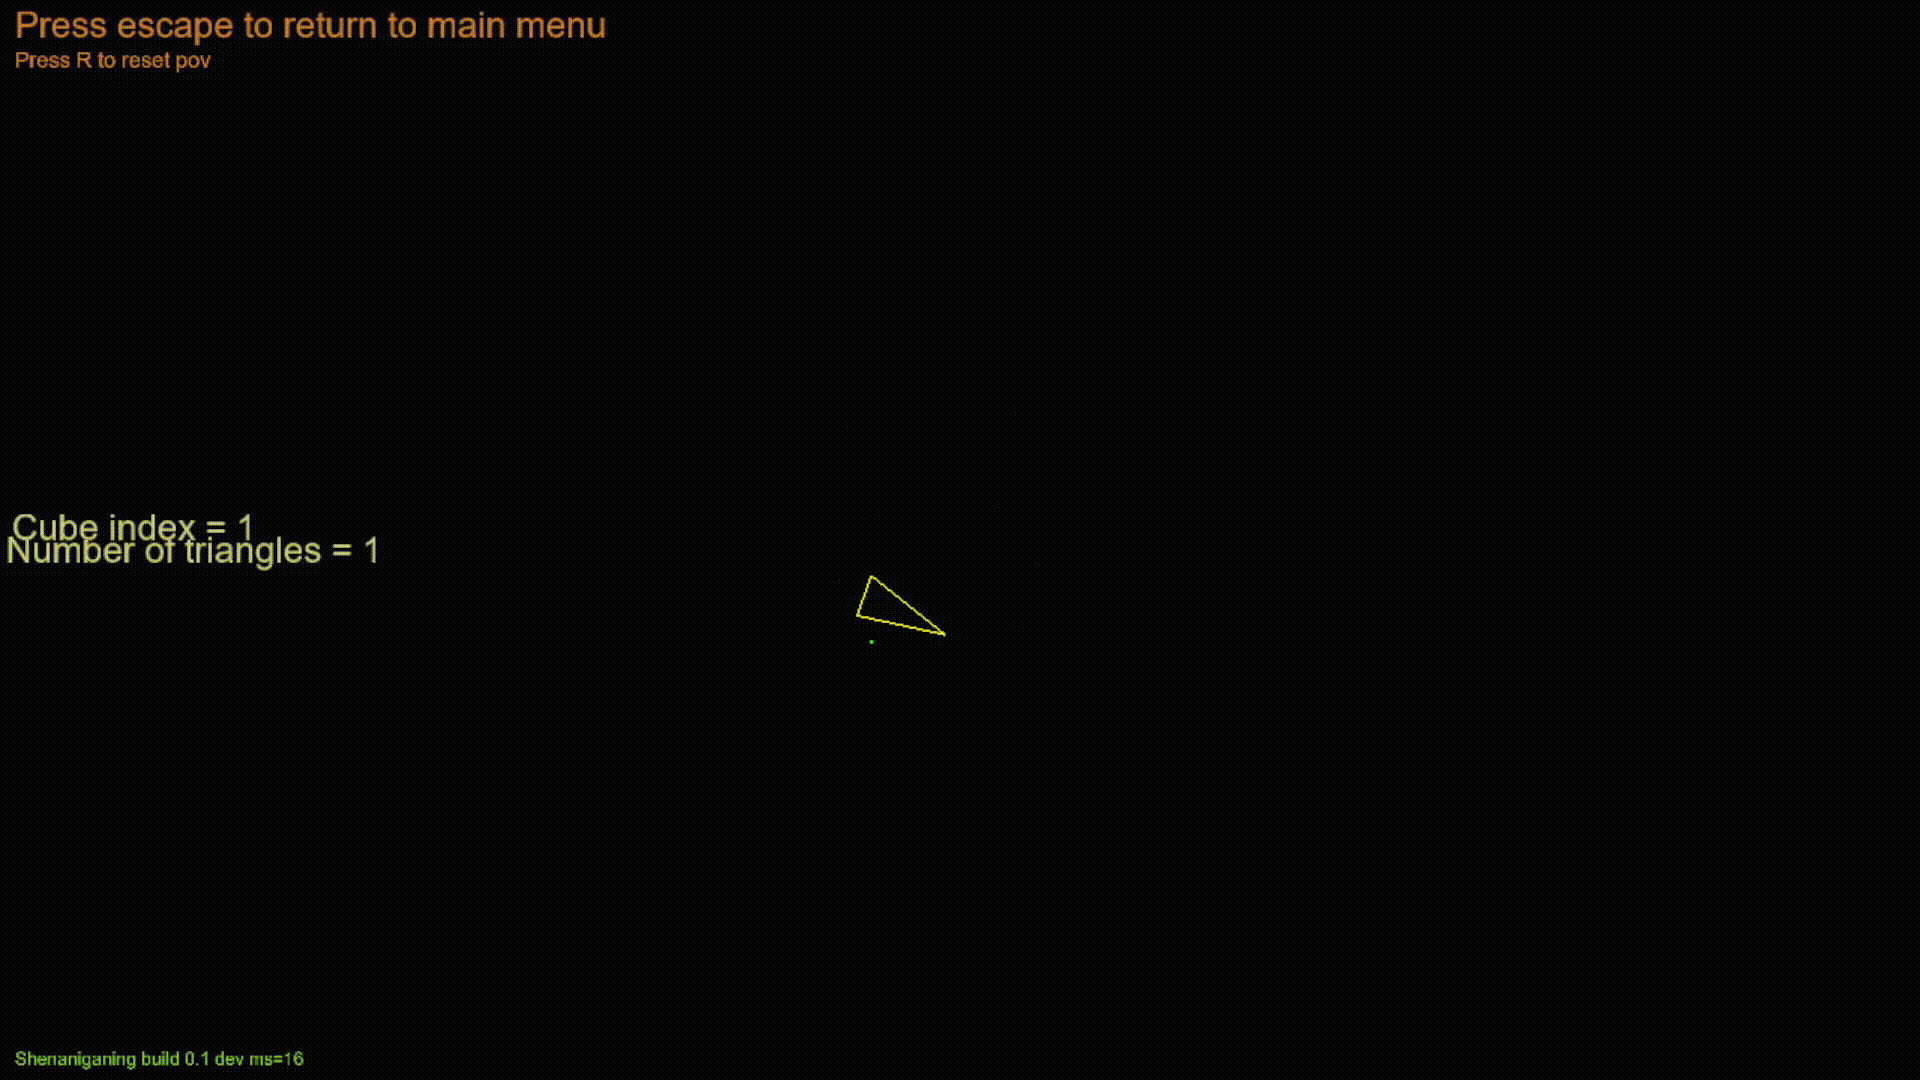 Press escape to return to main menu
Press R to reset pov
Cube index = 1
Number of triangles = 1
Shenaniganing build 0.1 dev ms=16